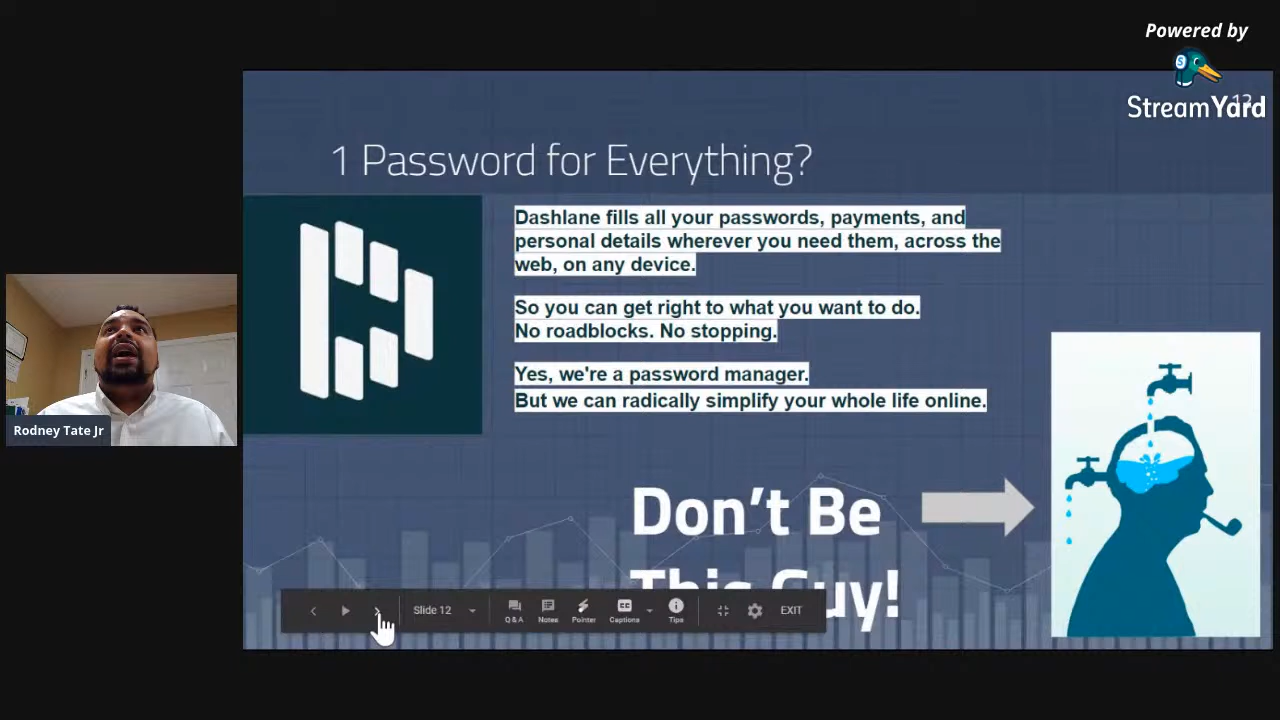 Powered by
StreamYard
12
1 Password for Everything?
Dashlane fills all your passwords, payments, and
personal details wherever you need them, across the
web, on any device.
So you can get right to what you want to do.
No roadblocks. No stopping.
Yes, we're a password manager.
But we can radically simplify your whole life online.
Rodney Tate Jr
Don't Be
This Guy!
Slide 12
Q & A
Notes
Pointer
Captions
Tips
EXIT